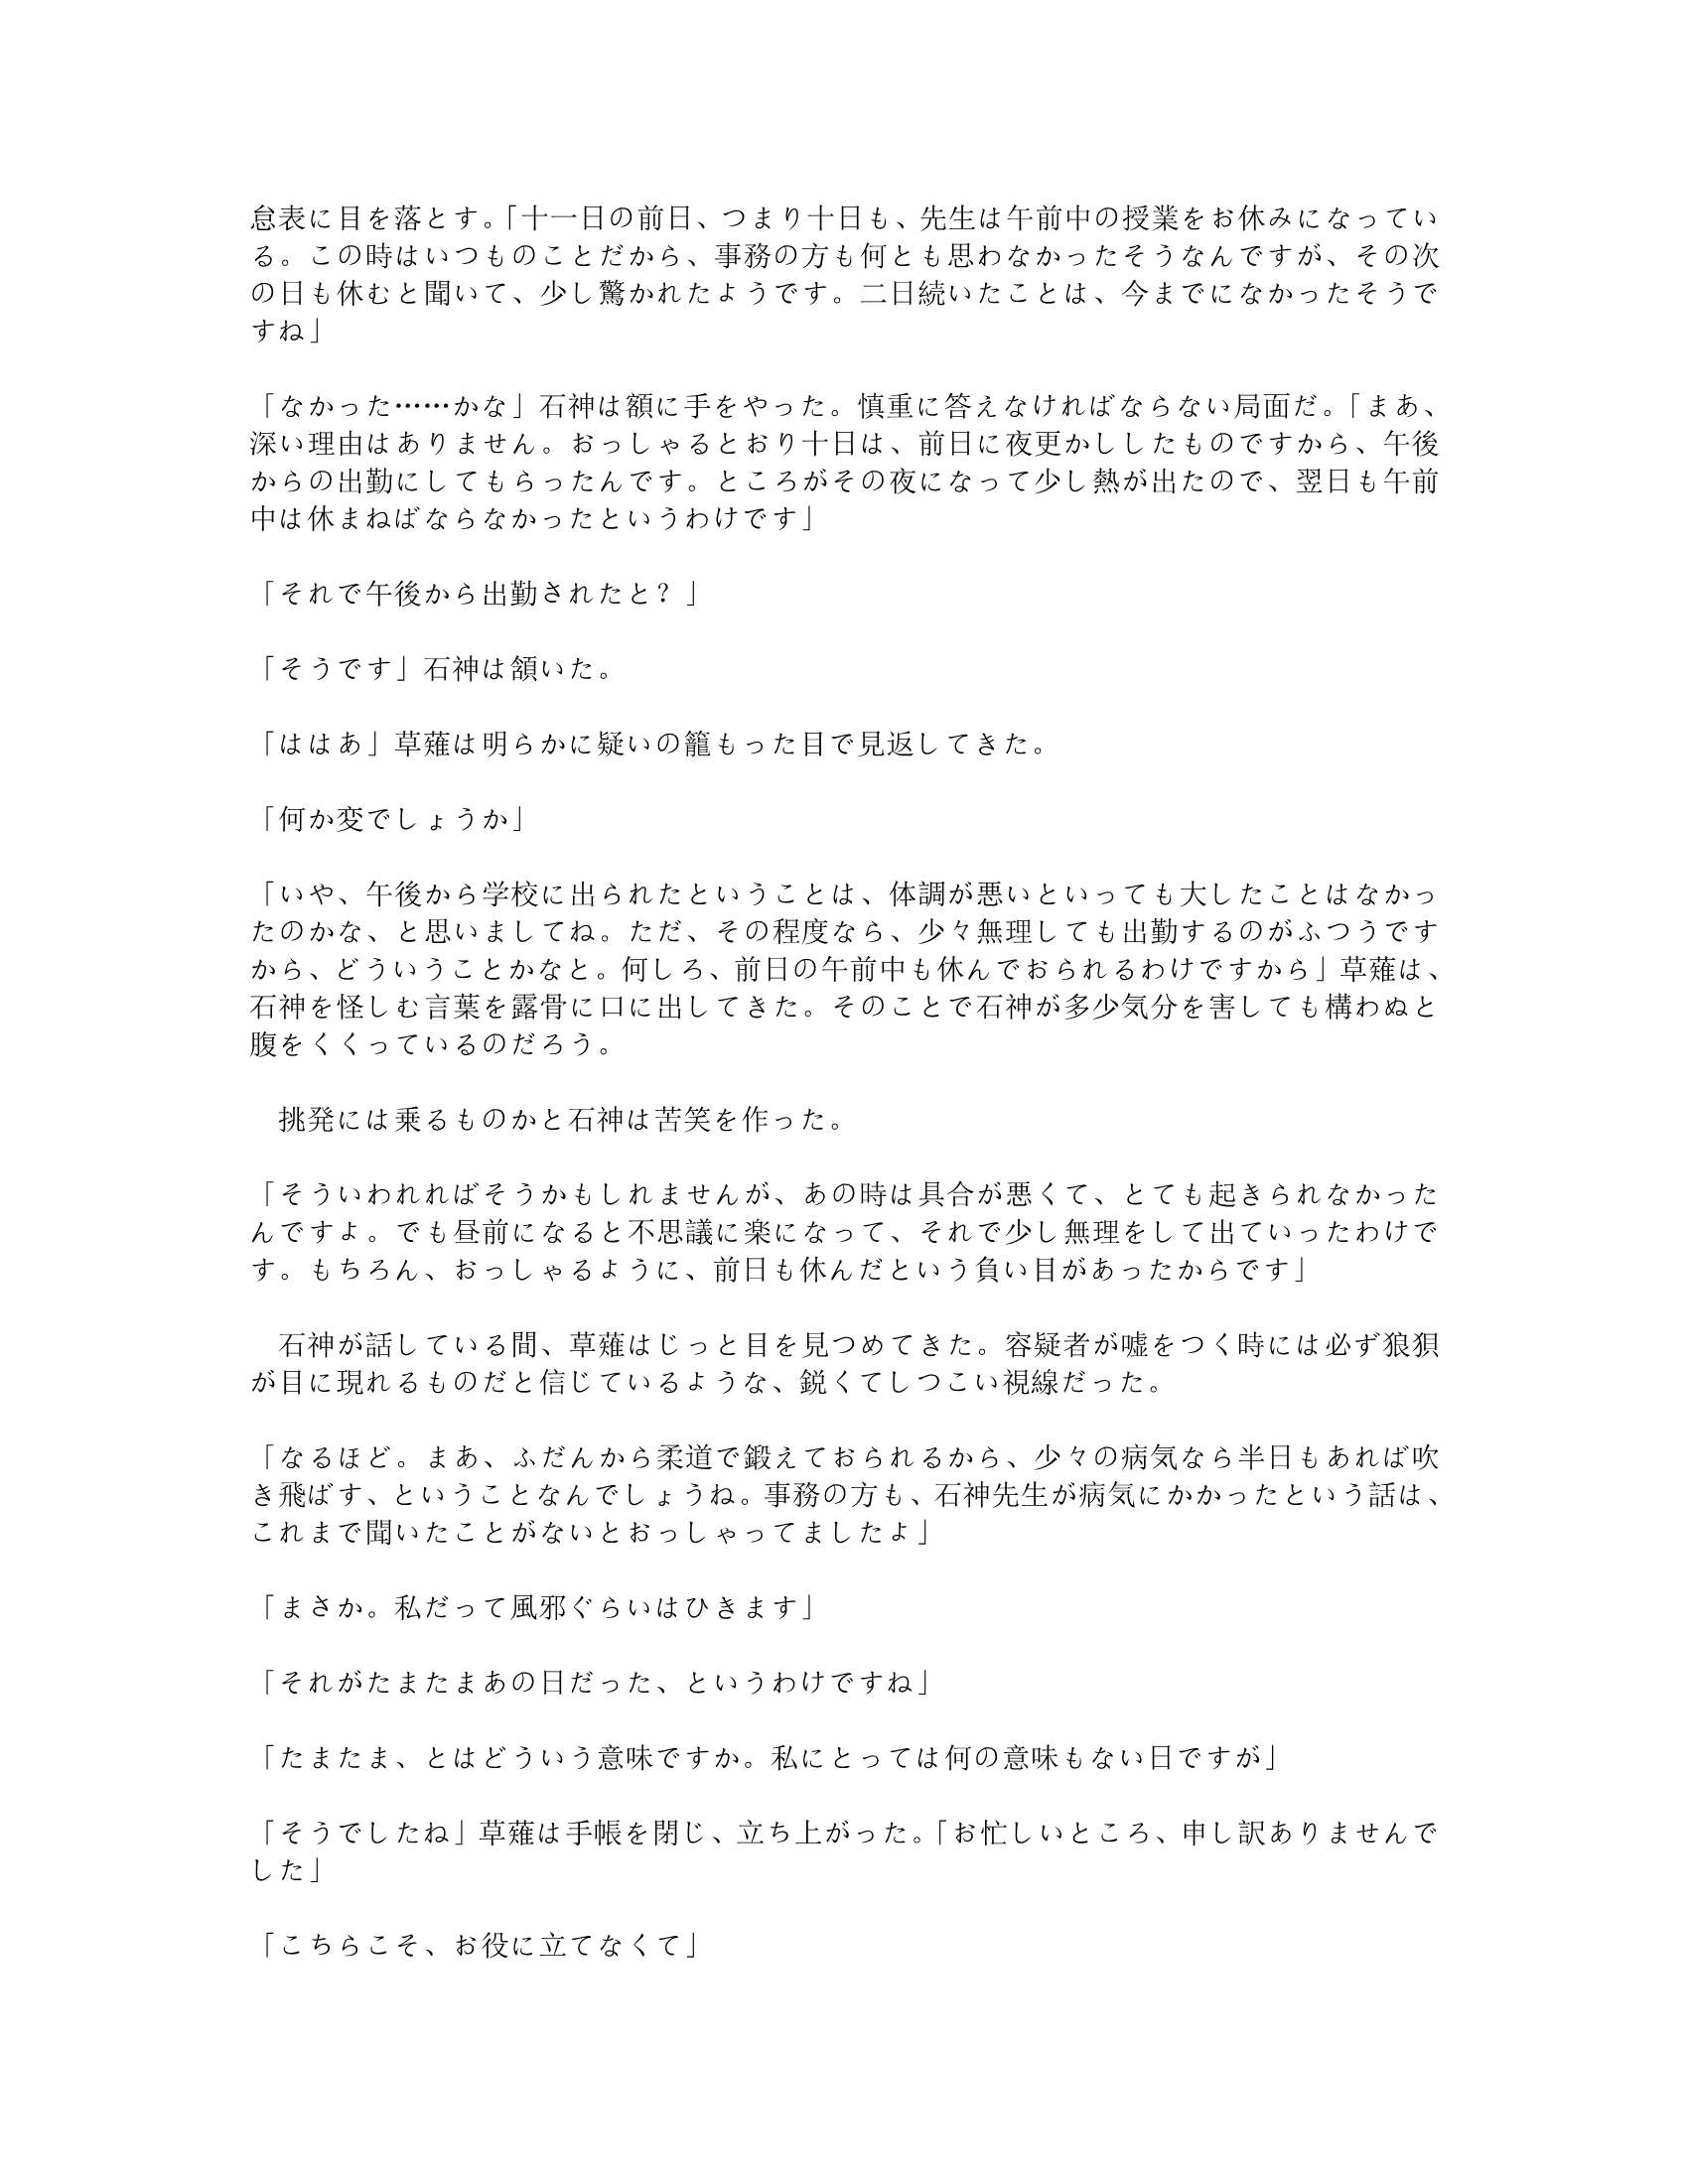 怠表に目を落とす。「十一日の前日、つまり十日も、先生は午前中の授業をお休みになってい
る。この時はいつものことだから、事務の方も何とも思わなかったそうなんですが、その次
の日も休むと聞いて、少し驚かれたようです。二日続いたことは、今までになかったそうで
すね」
「なかった……かな」石神は額に手をやった。慎重に答えなければならない局面だ。「まあ、
深い理由はありません。おっしゃるとおり十日は、前日に夜更かししたものですから、午後
からの出勤にしてもらったんです。ところがその夜になって少し熱が出たので、翌日も午前
中は休まねばならなかったというわけです」
「それで午後から出勤されたと？」
「そうです」石神は頷いた。
「ははあ」草薙は明らかに疑いの籠もった目で見返してきた。
「何か変でしょうか」
「いや、午後から学校に出られたということは、体調が悪いといっても大したことはなかっ
たのかな、と思いましてね。ただ、その程度なら、少々無理しても出勤するのがふつうです
から、どういうことかなと。何しろ、前日の午前中も休んでおられるわけですから」草薙は、
石神を怪しむ言葉を露骨に口に出してきた。そのことで石神が多少気分を害しても構わぬと
腹をくくっているのだろう。
　挑発には乗るものかと石神は苦笑を作った。
「そういわれればそうかもしれませんが、あの時は具合が悪くて、とても起きられなかった
んですよ。でも昼前になると不思議に楽になって、それで少し無理をして出ていったわけで
す。もちろん、おっしゃるように、前日も休んだという負い目があったからです」
　石神が話している間、草薙はじっと目を見つめてきた。容疑者が嘘をつく時には必ず狼狽
が目に現れるものだと信じているような、鋭くてしつこい視線だった。
「なるほど。まあ、ふだんから柔道で鍛えておられるから、少々の病気なら半日もあれば吹
き飛ばす、ということなんでしょうね。事務の方も、石神先生が病気にかかったという話は、
これまで聞いたことがないとおっしゃってましたよ」
「まさか。私だって風邪ぐらいはひきます」
「それがたまたまあの日だった、というわけですね」
「たまたま、とはどういう意味ですか。私にとっては何の意味もない日ですが」
「そうでしたね」草薙は手帳を閉じ、立ち上がった。「お忙しいところ、申し訳ありませんで
した」
「こちらこそ、お役に立てなくて」